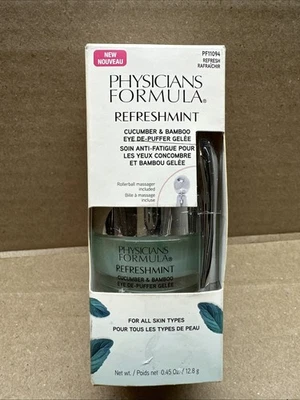 NEW
NOUVEAU
PF11094
REFRESH
RAFRAÎCHIR
PHYSICIANS
FORMULA®
REFRESHMINT
CUCUMBER & BAMBOO
EYE DE-PUFFER GELÉE
SOIN ANTI-FATIGUE POUR
LES YEUX CONCOMBRE
ET BAMBOU GELÉE
Rollerball massager
included
Bille à massage
incluse
PHYSICIANS
FORMULA®
REFRESHMINT
CUCUMBER & BAMBOO
EYE DE-PUFFER GELÉE
FOR ALL SKIN TYPES
POUR TOUS LES TYPES DE PEAU
Net wt. / Poids net 0.45 Oz / 12.8 g